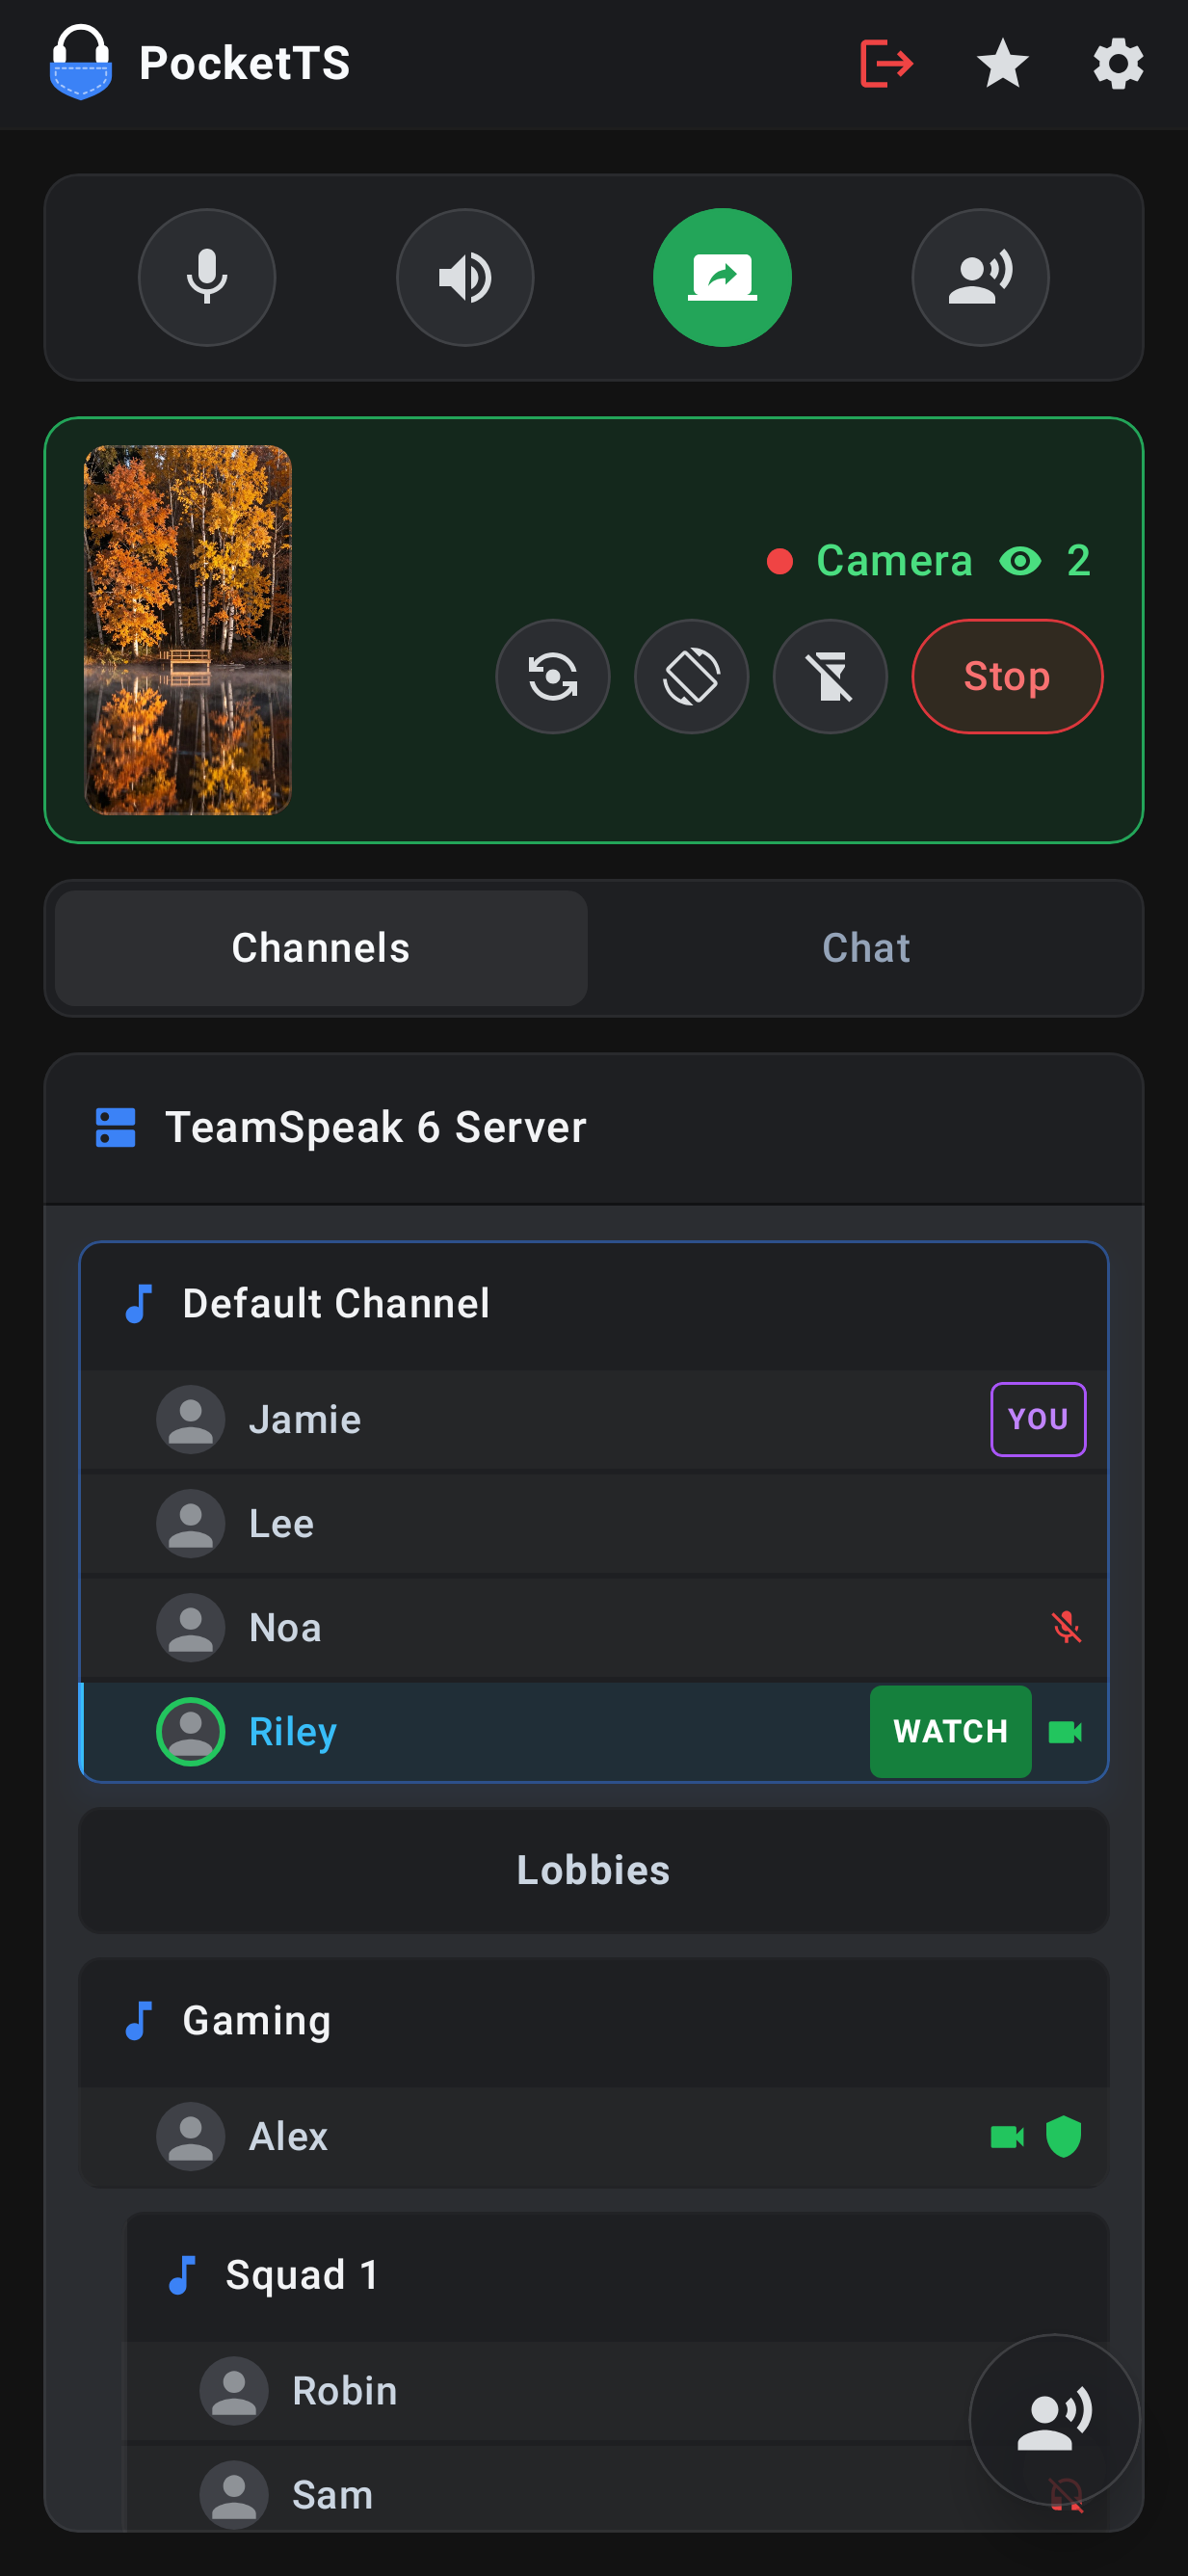 PocketTS
Camera 2
Stop
Channels
Chat
TeamSpeak 6 Server
Default Channel
Jamie
YOU
Lee
Noa
Riley
WATCH
Lobbies
Gaming
Alex
Squad 1
Robin
Sam